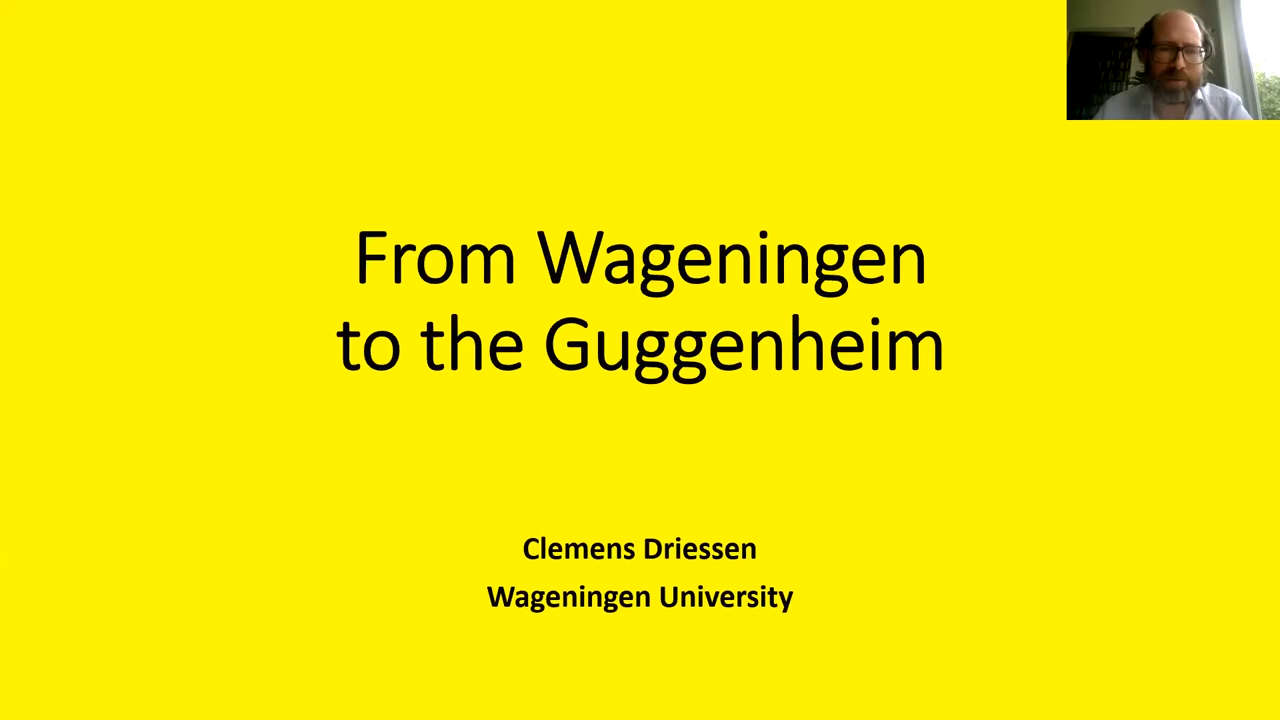 From Wageningen
to the Guggenheim
Clemens Driessen
Wageningen University